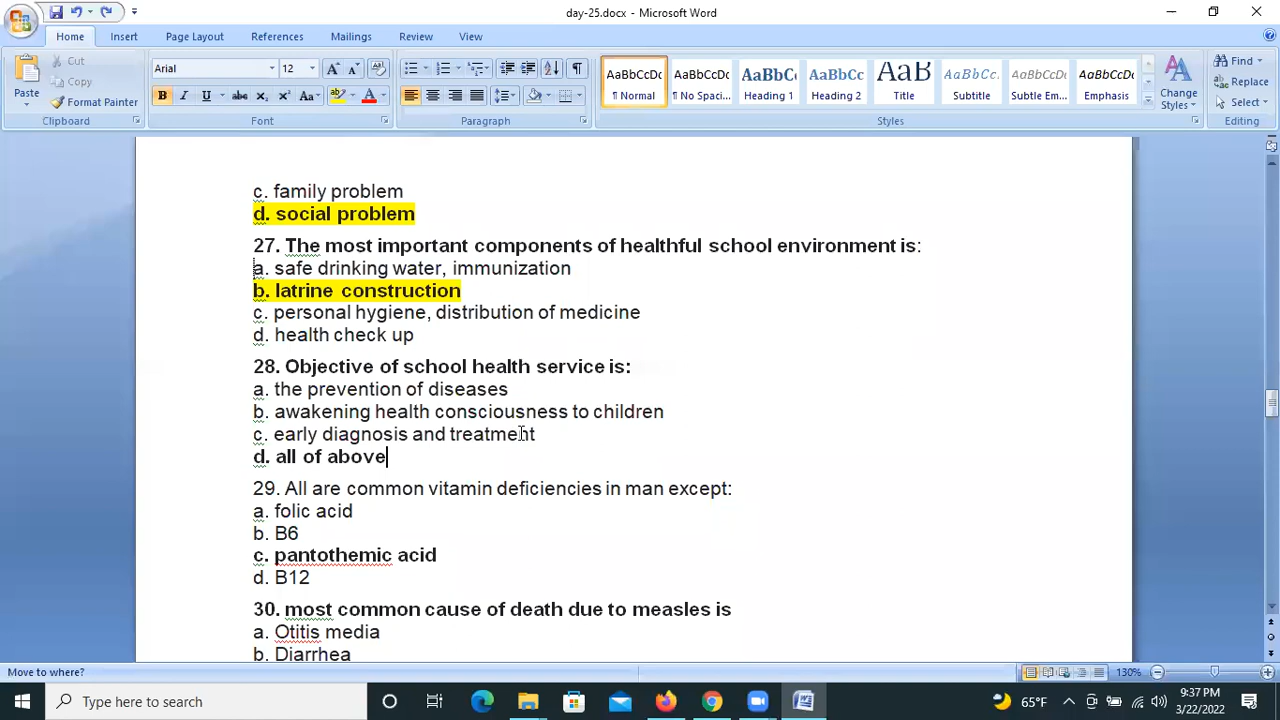 day-25.docx - Microsoft Word
Home Insert Page Layout References Mailings Review View
Paste
Cut
Copy
Format Painter
Clipboard
Arial 12
Font
Paragraph
AaBbCcDc AaBbCcDc AaBbC AaBbCc AaB AaBbCc. AaBbCcDc AaBbCcDc
¶ Normal ¶ No Spaci... Heading 1 Heading 2 Title Subtitle Subtle Em... Emphasis
Change Styles
Styles
Find
Replace
Select
Editing
c. family problem
d. social problem
27. The most important components of healthful school environment is:
a. safe drinking water, immunization
b. latrine construction
c. personal hygiene, distribution of medicine
d. health check up
28. Objective of school health service is:
a. the prevention of diseases
b. awakening health consciousness to children
c. early diagnosis and treatment
d. all of above
29. All are common vitamin deficiencies in man except:
a. folic acid
b. B6
c. pantothemic acid
d. B12
30. most common cause of death due to measles is
a. Otitis media
b. Diarrhea
Move to where? 130%
Type here to search
65°F
9:37 PM
3/22/2022